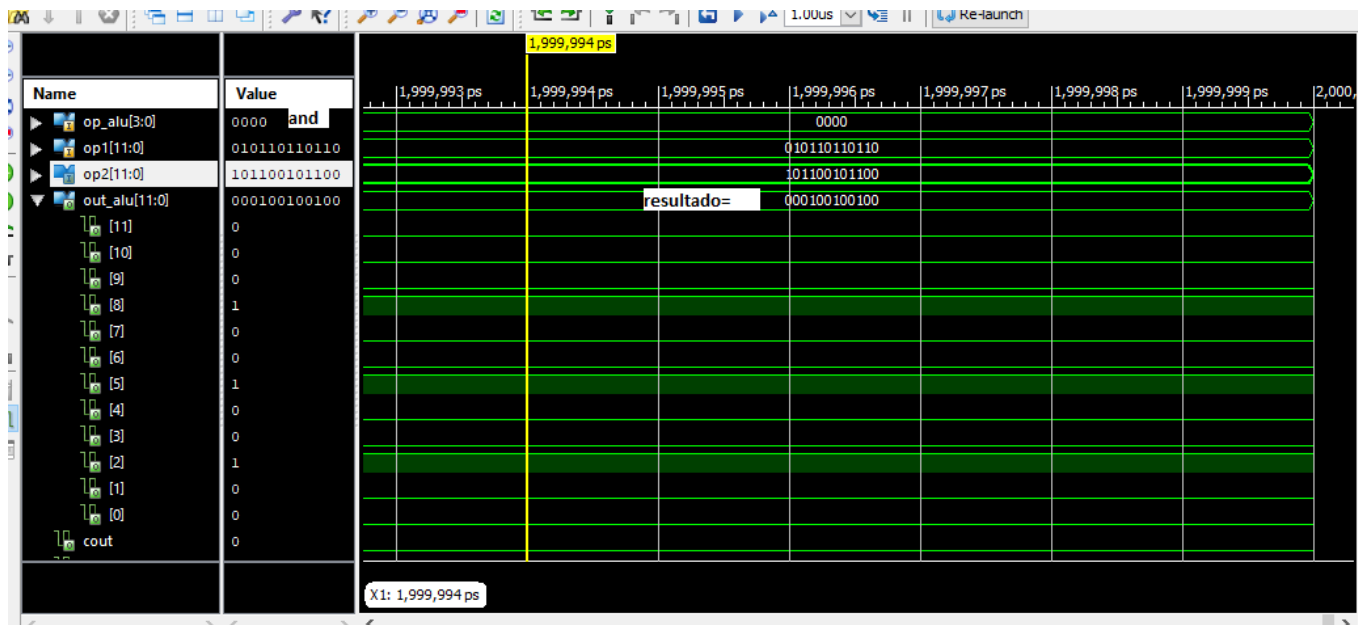 1.00us Re-launch
1,999,994 ps
Name Value 1,999,993 ps 1,999,994 ps 1,999,995 ps 1,999,996 ps 1,999,997 ps 1,999,998 ps 1,999,999 ps 2,000,
op_alu[3:0] 0000 and 0000
op1[11:0] 010110110110 010110110110
op2[11:0] 101100101100 101100101100
out_alu[11:0] 000100100100 resultado= 000100100100
[11] 0
[10] 0
[9] 0
[8] 1
[7] 0
[6] 0
[5] 1
[4] 0
[3] 0
[2] 1
[1] 0
[0] 0
cout 0
X1: 1,999,994 ps